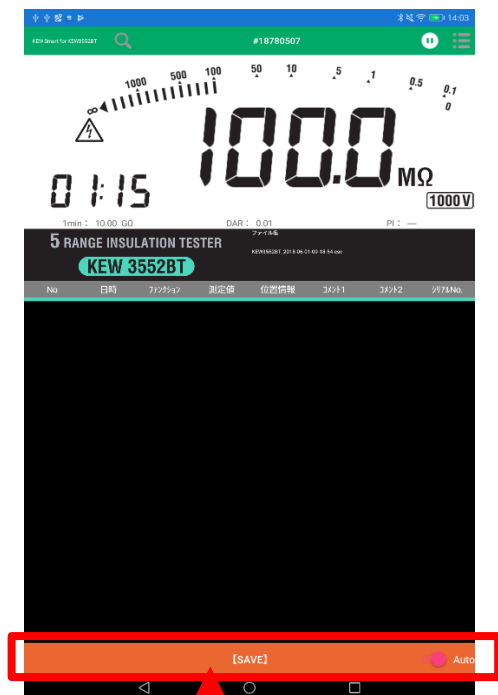 14:03
KEW Smart for KEW3552BT
#18780507
∞ 1000 500 100 50 10 5 1 0.5 0.1 0
100.0 MΩ
01:15
1000 V
1min : 10.00 GΩ DAR : 0.01 PI : —
5 RANGE INSULATION TESTER
KEW 3552BT
ファイル名
No 日時 ファンクション 測定値 位置情報 コメント1 コメント2 シリアルNo.
【SAVE】
Auto